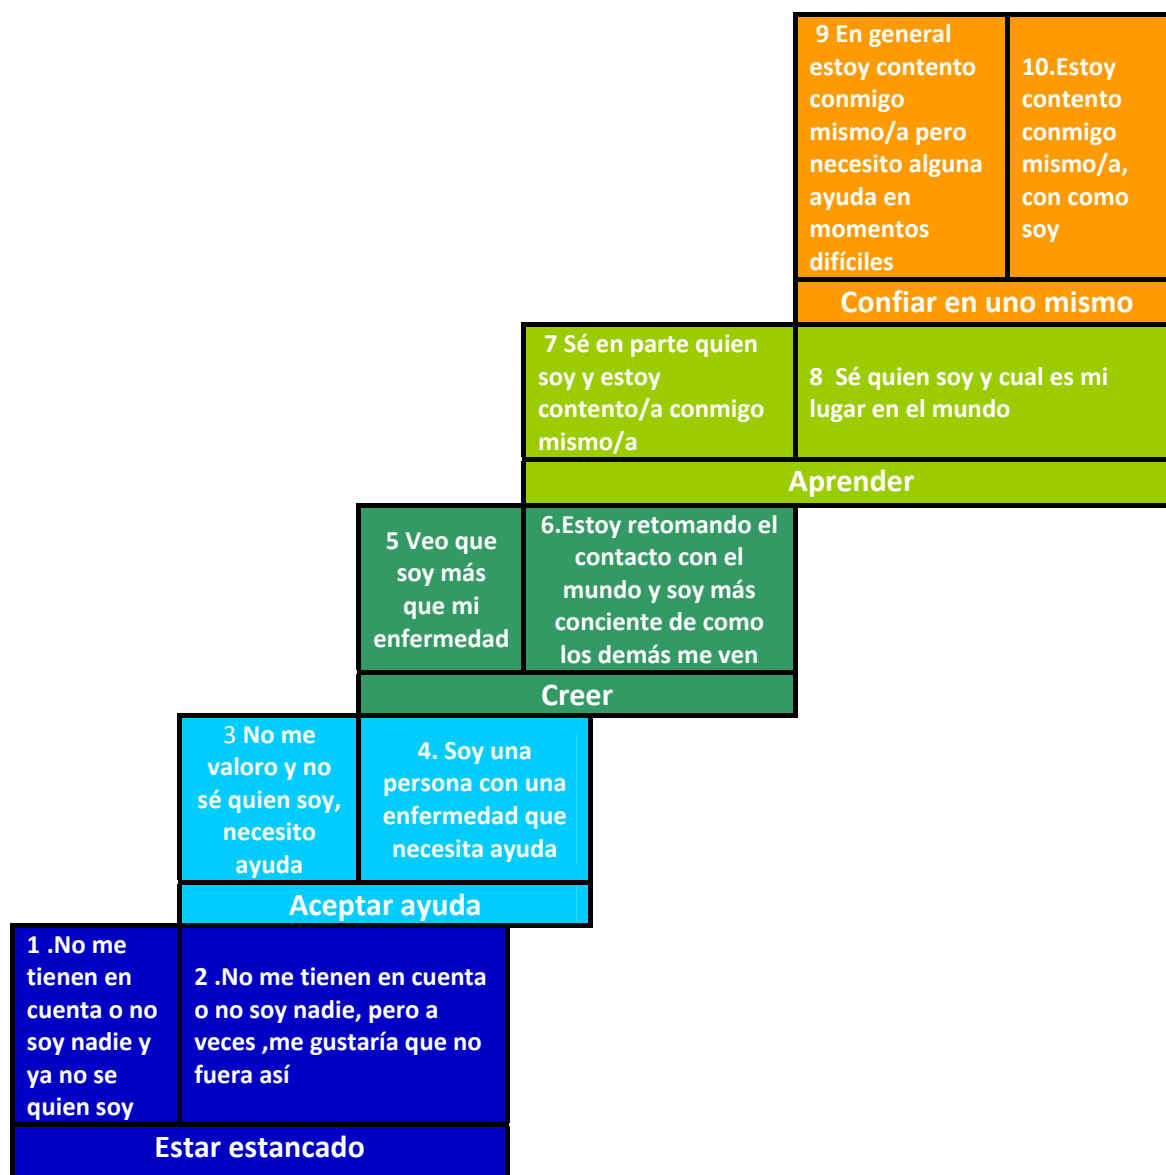 9 En general
estoy contento
conmigo
mismo/a pero
necesito alguna
ayuda en
momentos
difíciles
10.Estoy
contento
conmigo
mismo/a,
con como
soy
Confiar en uno mismo
7 Sé en parte quien
soy y estoy
contento/a conmigo
mismo/a
8  Sé quien soy y cual es mi
lugar en el mundo
Aprender
5 Veo que
soy más
que mi
enfermedad
6.Estoy retomando el
contacto con el
mundo y soy más
conciente de como
los demás me ven
Creer
3 No me
valoro y no
sé quien soy,
necesito
ayuda
4. Soy una
persona con una
enfermedad que
necesita ayuda
Aceptar ayuda
1 .No me
tienen en
cuenta o no
soy nadie y
ya no se
quien soy
2 .No me tienen en cuenta
o no soy nadie, pero a
veces ,me gustaría que no
fuera así
Estar estancado